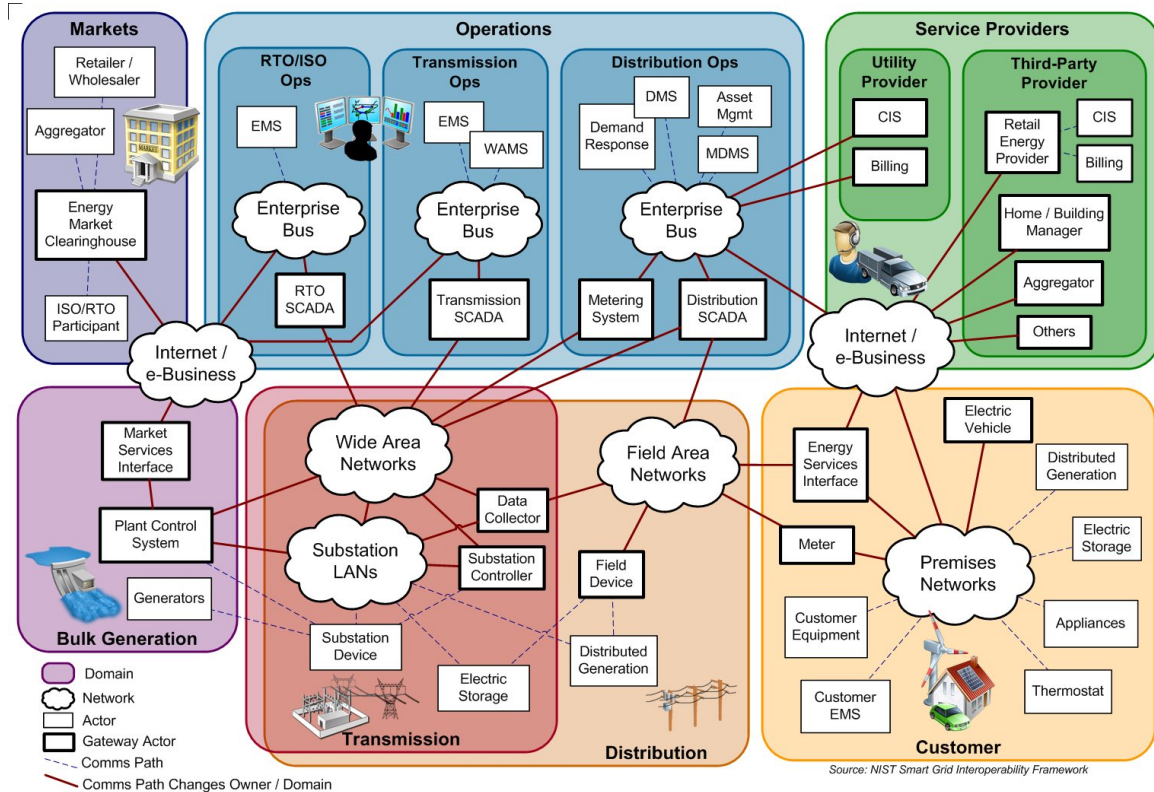 Markets
Retailer /
Wholesaler
Aggregator
MARKET
Energy
Market
Clearinghouse
ISO/RTO
Participant
Operations
RTO/ISO
Ops
EMS
Enterprise
Bus
RTO
SCADA
Transmission
Ops
EMS
WAMS
Enterprise
Bus
Transmission
SCADA
Distribution Ops
DMS
Asset
Mgmt
Demand
Response
MDMS
Enterprise
Bus
Metering
System
Distribution
SCADA
Service Providers
Utility
Provider
CIS
Billing
Third-Party
Provider
Retail
Energy
Provider
CIS
Billing
Home / Building
Manager
Aggregator
Others
Internet /
e-Business
Internet /
e-Business
Market
Services
Interface
Plant Control
System
Generators
Bulk Generation
Wide Area
Networks
Data
Collector
Substation
LANs
Substation
Controller
Substation
Device
Electric
Storage
Transmission
Field Area
Networks
Field
Device
Distributed
Generation
Distribution
Energy
Services
Interface
Electric
Vehicle
Distributed
Generation
Meter
Premises
Networks
Electric
Storage
Customer
Equipment
Appliances
Customer
EMS
Thermostat
Customer
Domain
Network
Actor
Gateway Actor
Comms Path
Comms Path Changes Owner / Domain
Source: NIST Smart Grid Interoperability Framework